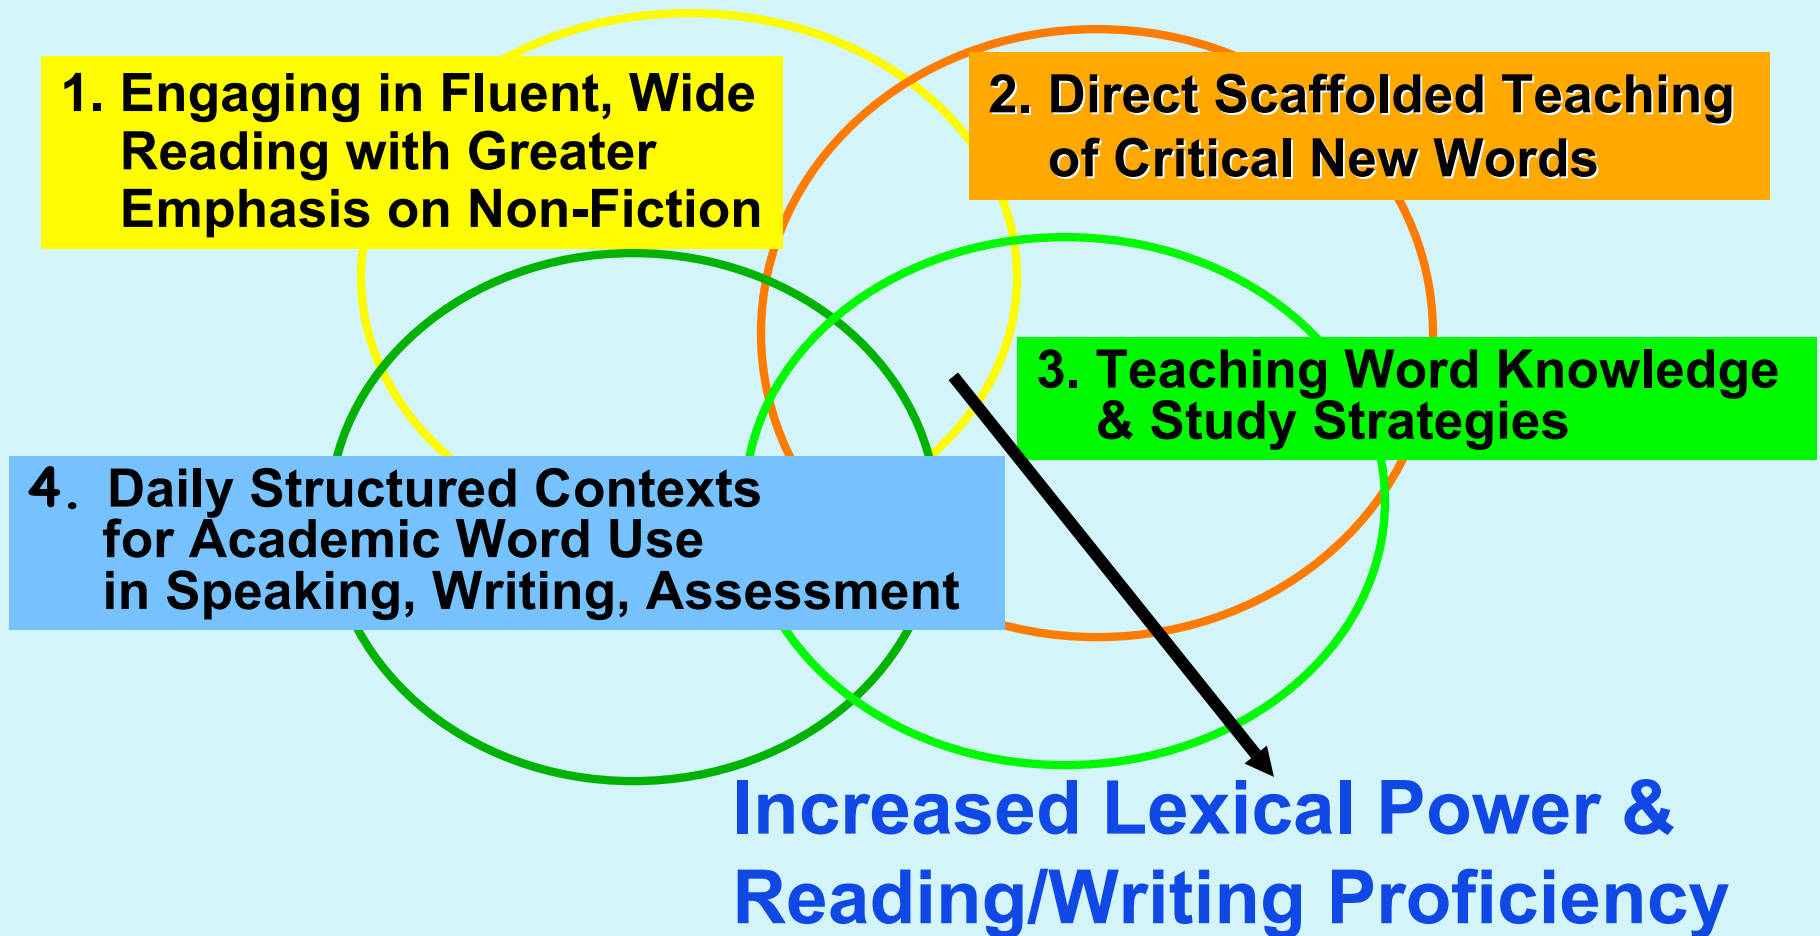 1. Engaging in Fluent, Wide
Reading with Greater
Emphasis on Non-Fiction
2. Direct Scaffolded Teaching
of Critical New Words
3. Teaching Word Knowledge
& Study Strategies
4. Daily Structured Contexts
for Academic Word Use
in Speaking, Writing, Assessment
Increased Lexical Power &
Reading/Writing Proficiency